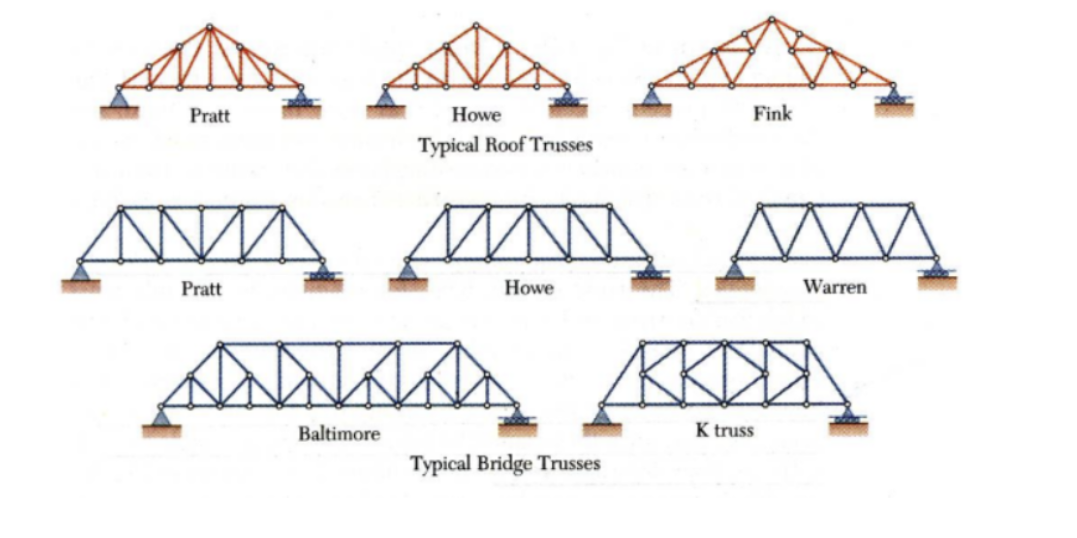 Pratt
Howe
Fink
Typical Roof Trusses
Pratt
Howe
Warren
Baltimore
K truss
Typical Bridge Trusses